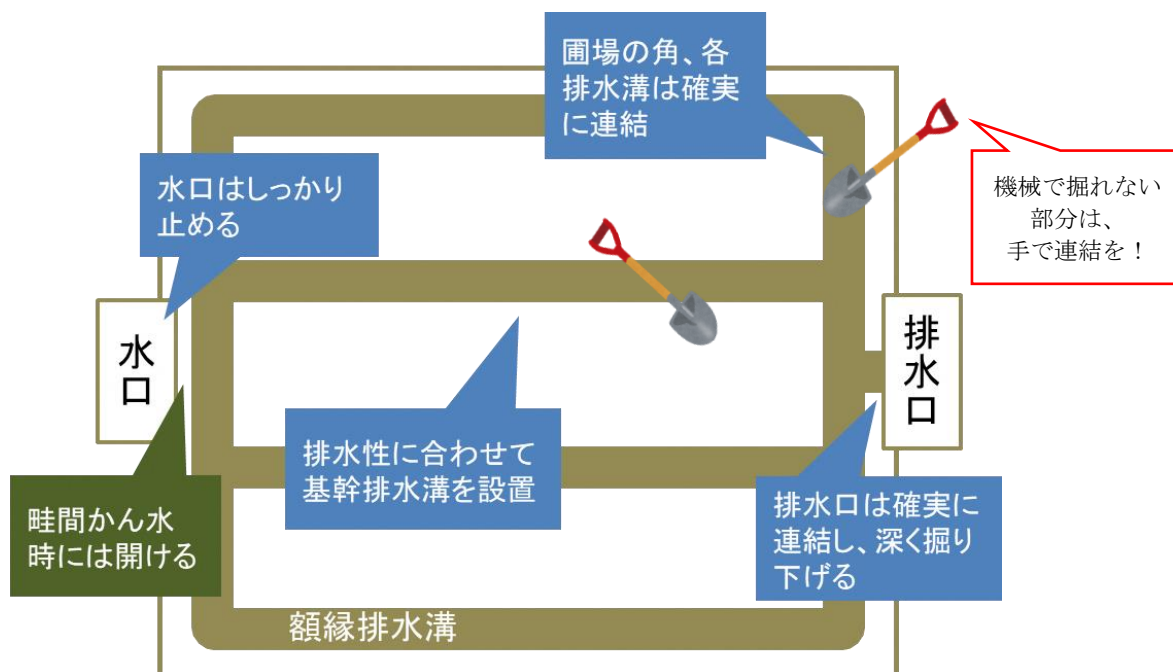 圃場の角、各
排水溝は確実
に連結
機械で掘れない
部分は、
手で連結を！
水口はしっかり
止める
水口
排水口
排水性に合わせて
基幹排水溝を設置
畦間かん水
時には開ける
排水口は確実に
連結し、深く掘り
下げる
額縁排水溝